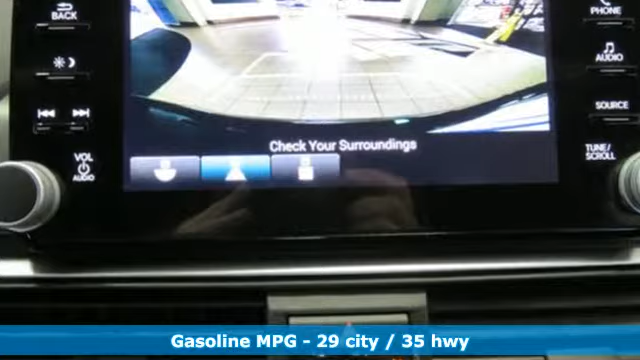 BACK
PHONE
AUDIO
SOURCE
VOL
AUDIO
TUNE/
SCROLL
Check Your Surroundings
Gasoline MPG - 29 city / 35 hwy